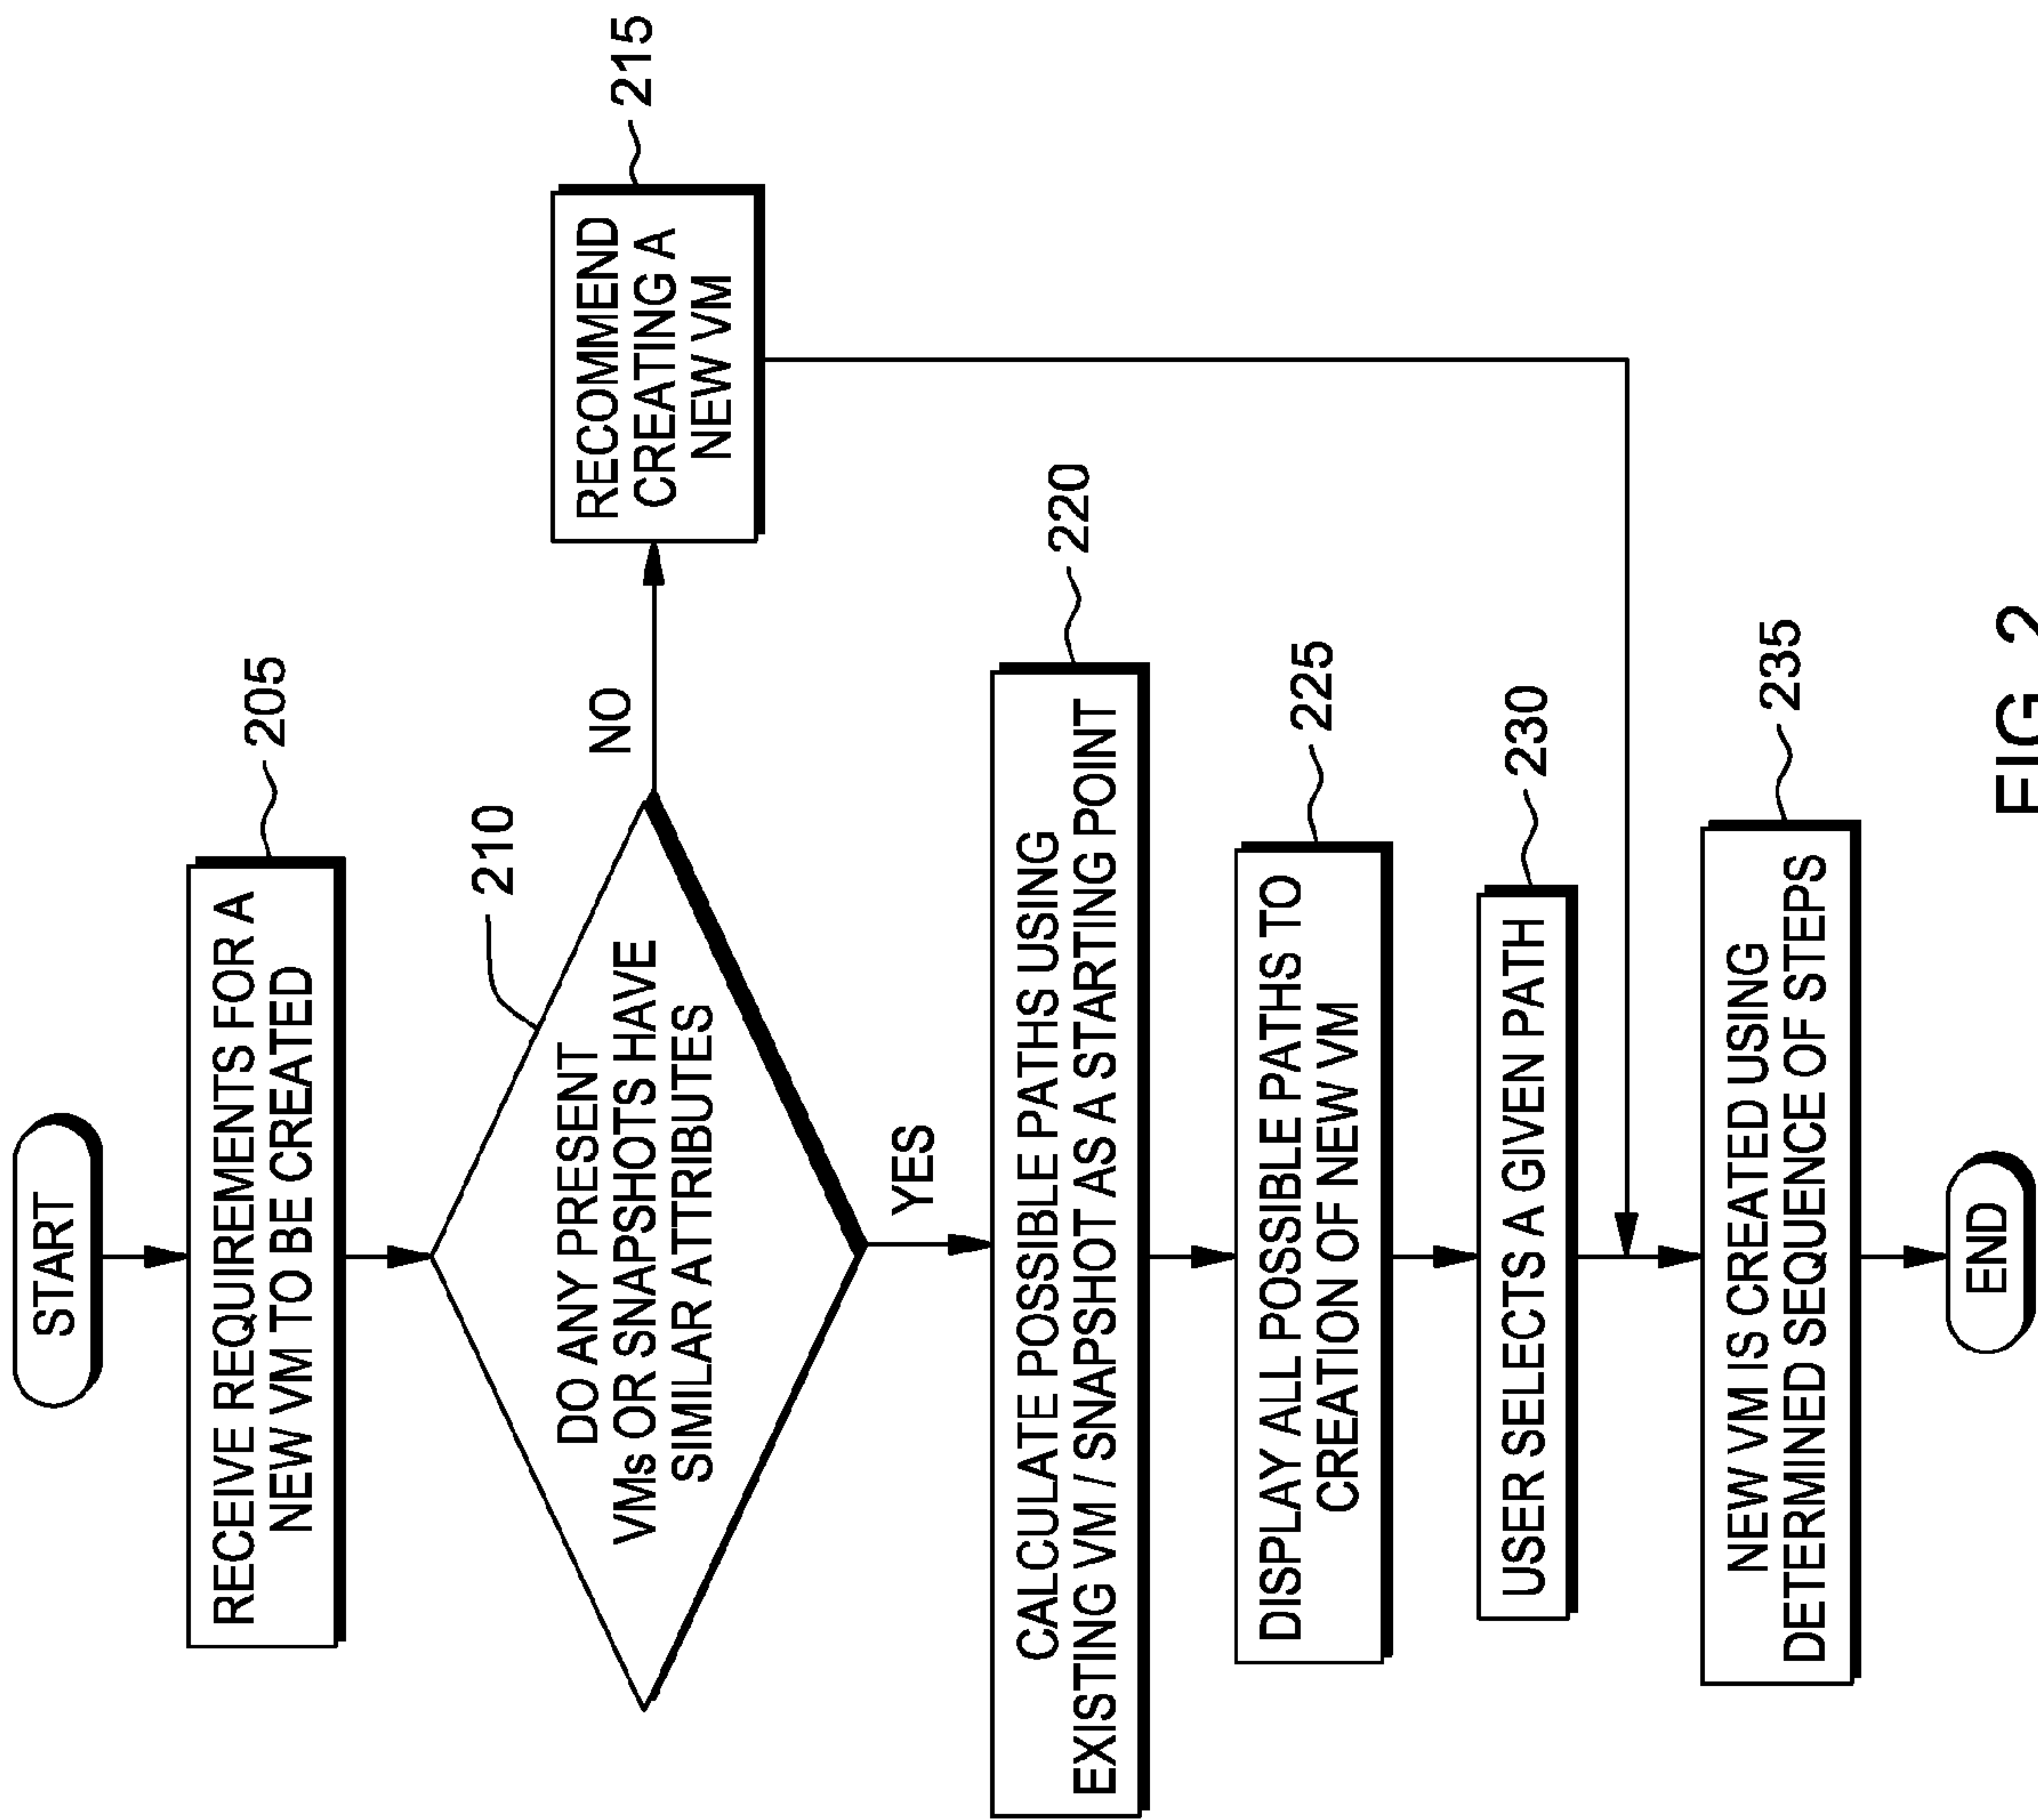 START
RECEIVE REQUIREMENTS FOR A
NEW VM TO BE CREATED
205
210
DO ANY PRESENT
VMs OR SNAPSHOTS HAVE
SIMILAR ATTRIBUTES
NO
RECOMMEND
CREATING A
NEW VM
215
YES
CALCULATE POSSIBLE PATHS USING
EXISTING VM / SNAPSHOT AS A STARTING POINT
220
DISPLAY ALL POSSIBLE PATHS TO
CREATION OF NEW VM
225
USER SELECTS A GIVEN PATH
230
NEW VM IS CREATED USING
DETERMINED SEQUENCE OF STEPS
235
END
FIG. 2